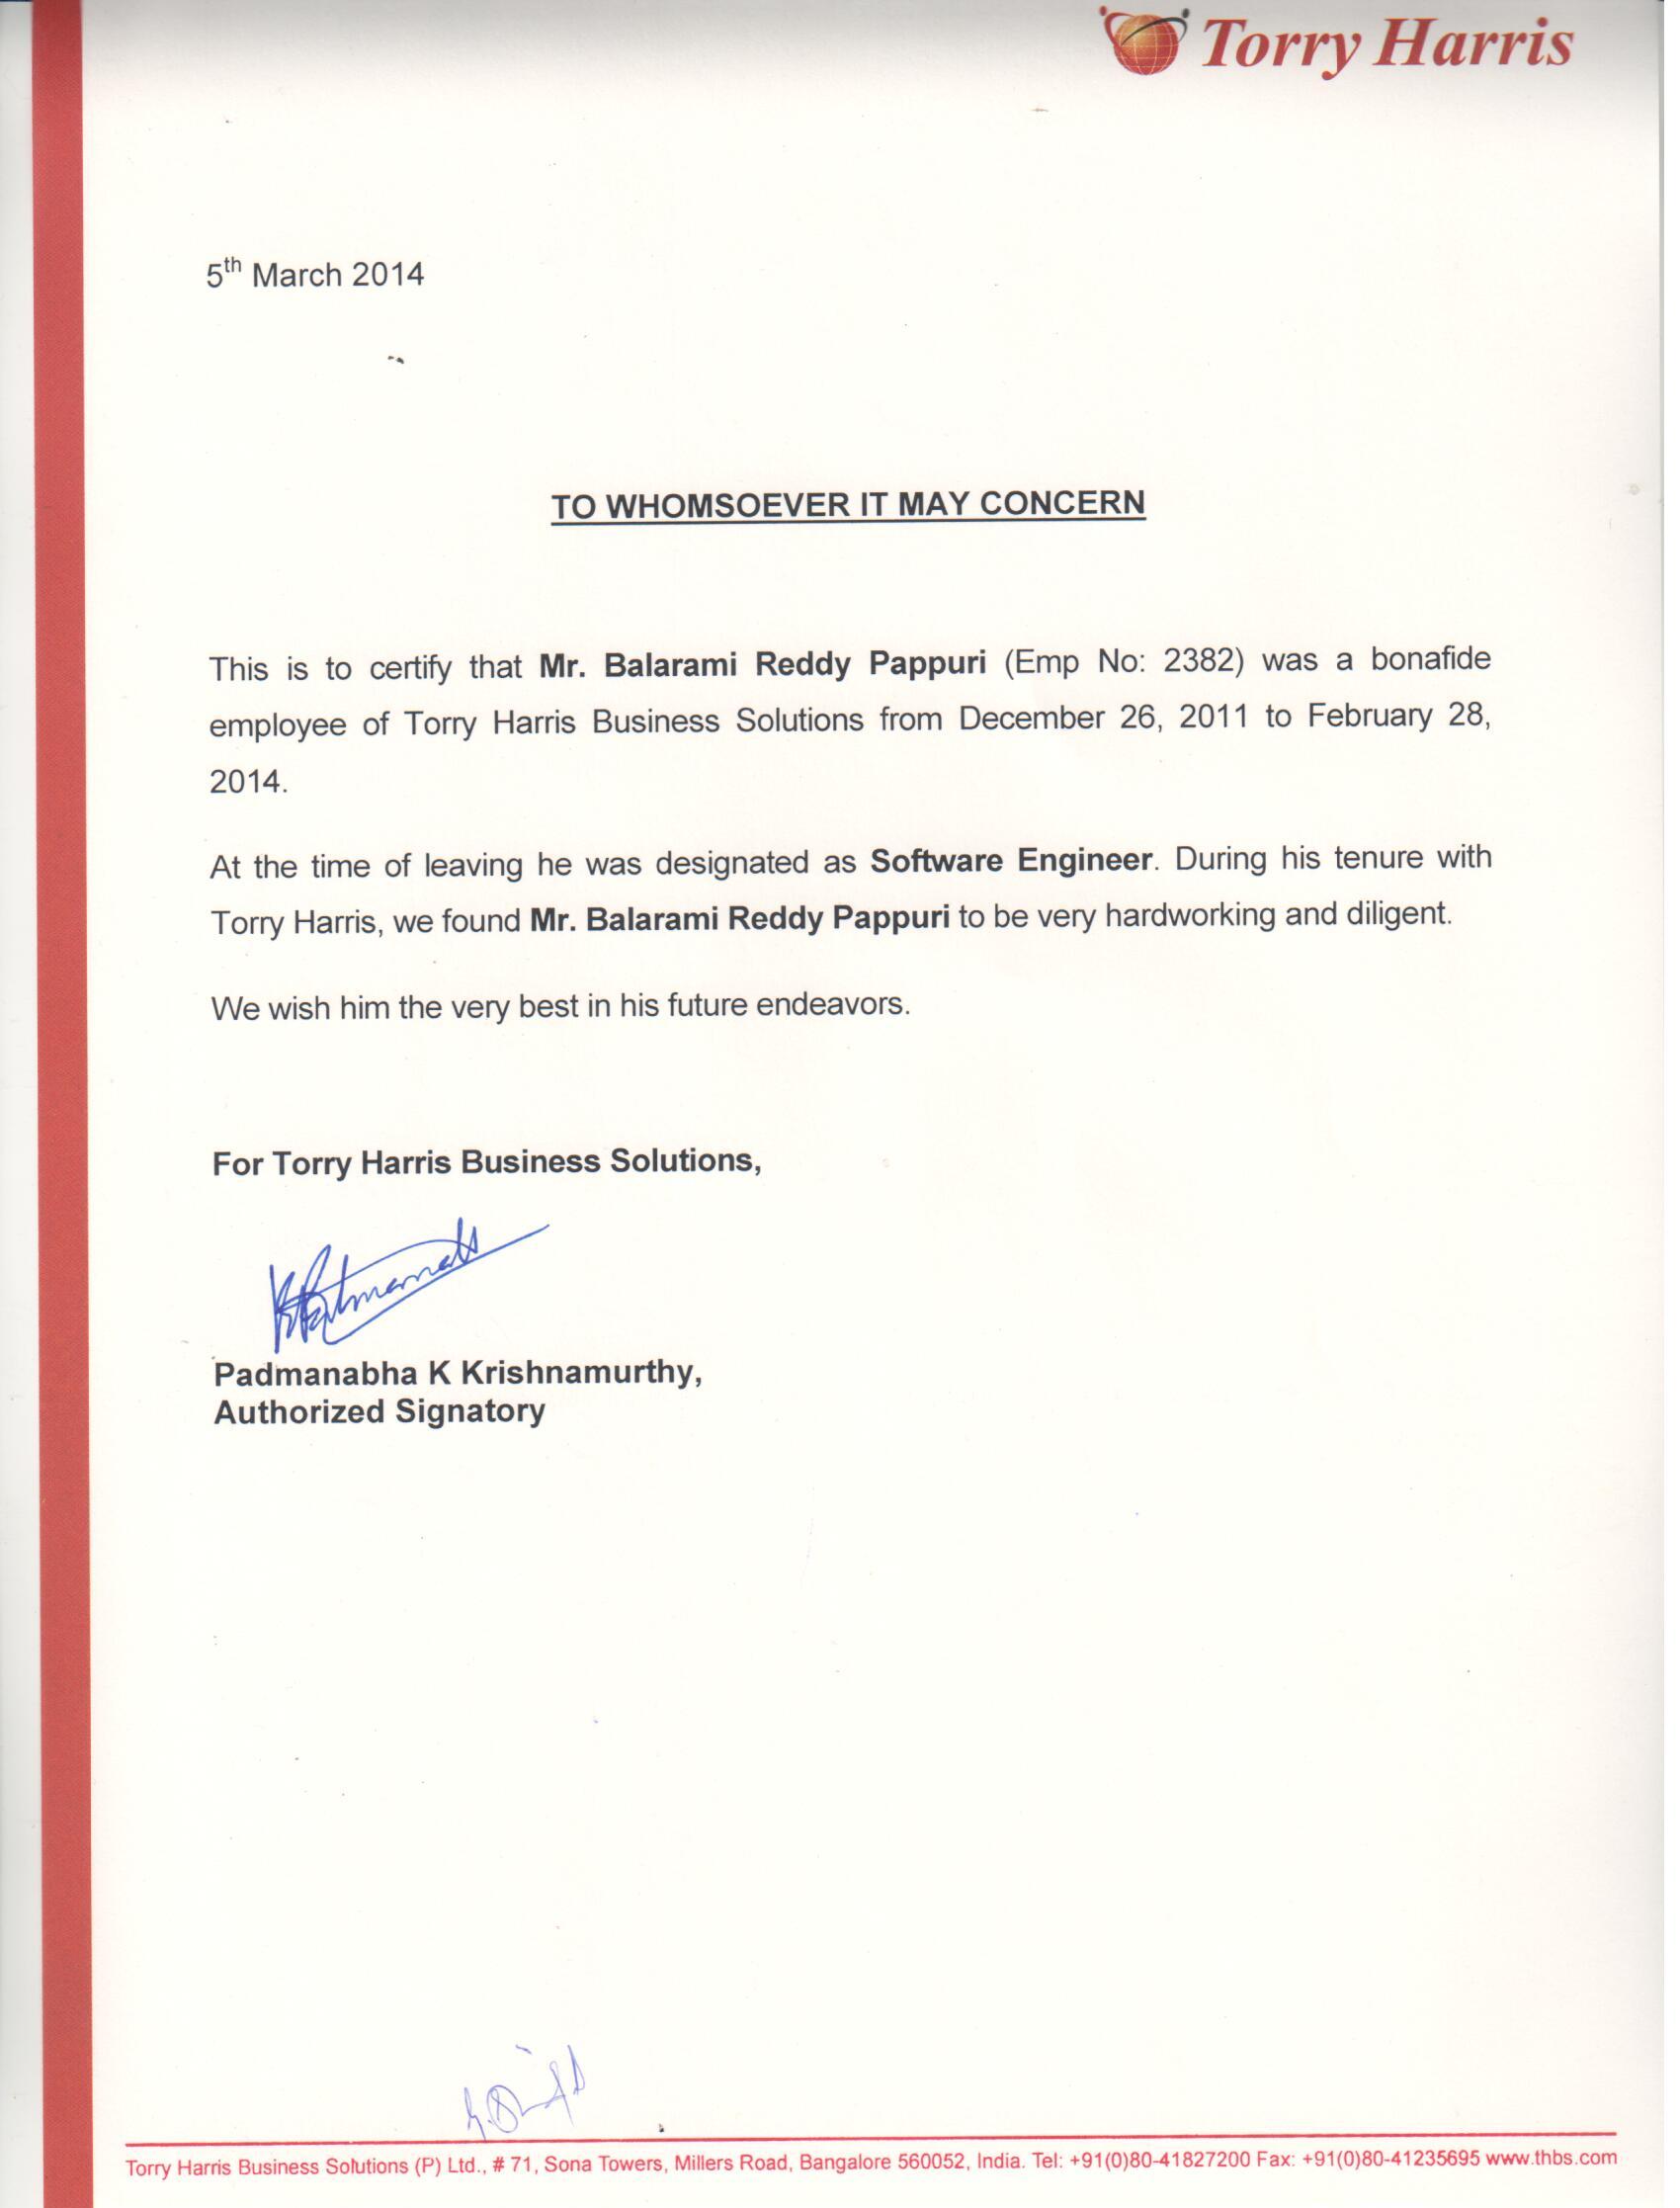 Torry Harris
5th March 2014
TO WHOMSOEVER IT MAY CONCERN
This is to certify that Mr. Balarami Reddy Pappuri (Emp No: 2382) was a bonafide
employee of Torry Harris Business Solutions from December 26, 2011 to February 28,
2014.
At the time of leaving he was designated as Software Engineer. During his tenure with
Torry Harris, we found Mr. Balarami Reddy Pappuri to be very hardworking and diligent.
We wish him the very best in his future endeavors.
For Torry Harris Business Solutions,
Padmanabha K Krishnamurthy,
Authorized Signatory
Torry Harris Business Solutions (P) Ltd., # 71, Sona Towers, Millers Road, Bangalore 560052, India. Tel: +91(0)80-41827200 Fax: +91(0)80-41235695 www.thbs.com